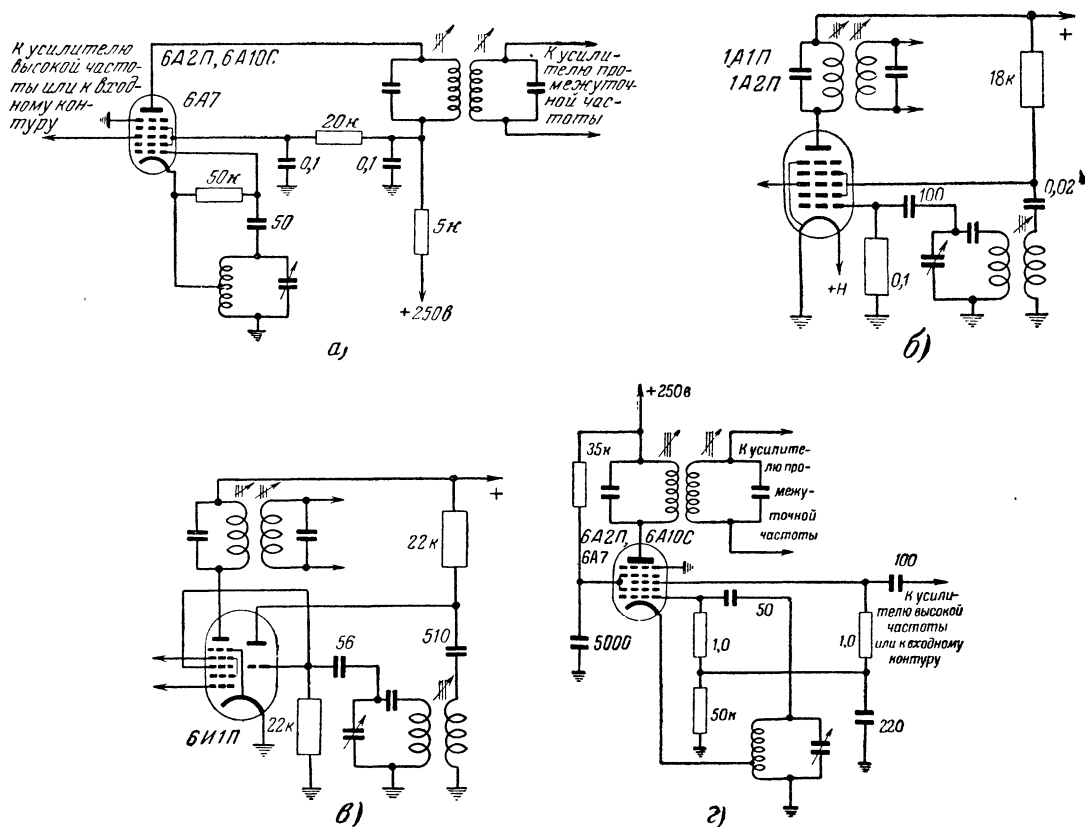 К усилителю
высокой часто-
ты или к вход-
ному кон-
туру
6А2П, 6А10С
6А7
20к
0,1
0,1
50к
50
5к
+250в
К усилителю про-
межуточ-
ной час-
тоты
а)
1А1П
1А2П
+
18к
0,02
100
0,1
+Н
б)
+
22к
510
56
22к
6И1П
в)
+250в
35к
К усилите-
лю про-
межу-
точной
частоты
6А2П,
6А7
6А10С
5000
50
1,0
50к
1,0
100
К усили-
телю высокой
частоты
или к входному
контуру
220
г)